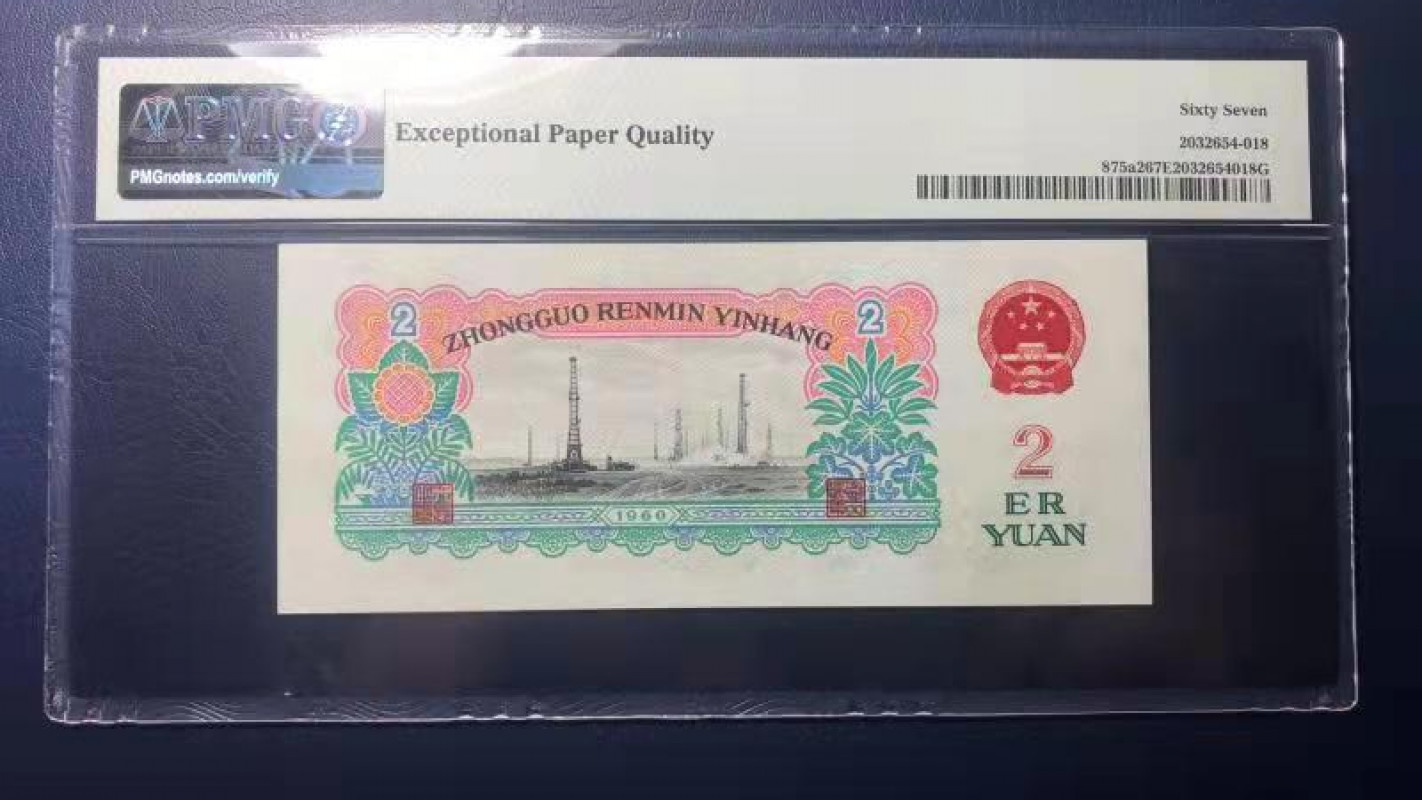 PMG
PMGnotes.com/verify
Exceptional Paper Quality
Sixty Seven
2032654-018
875a267E2032654018G
2
ZHONGGUO RENMIN YINHANG
2
1960
2
ER
YUAN